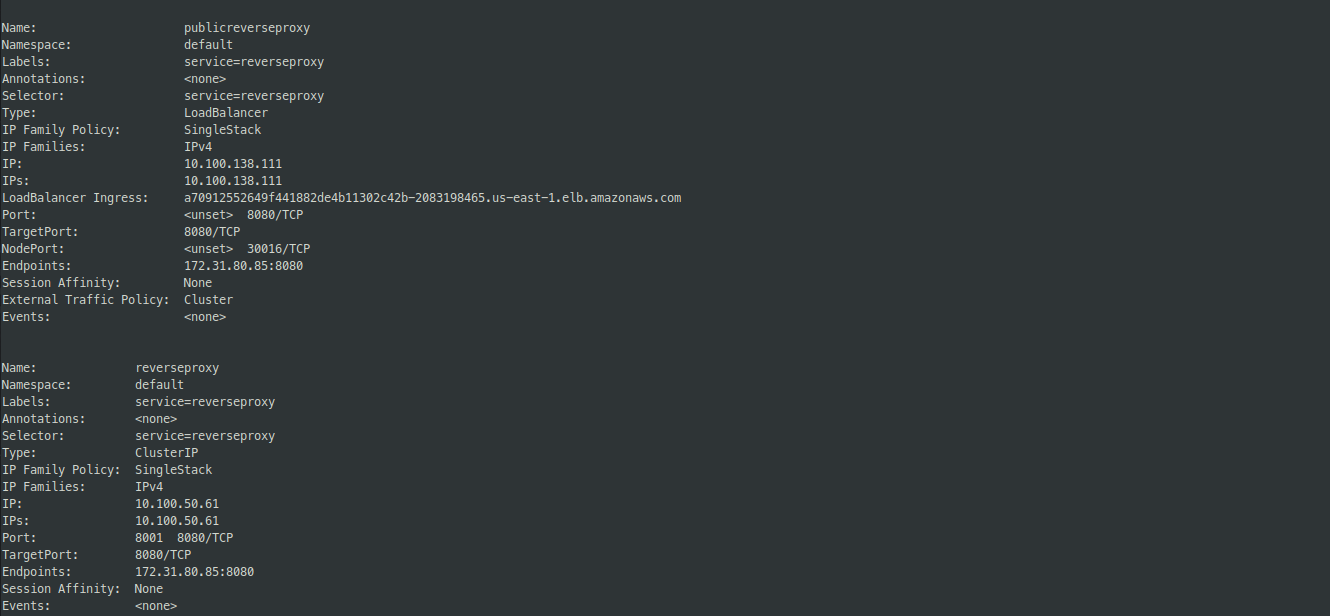 Name: publicreverseproxy
Namespace: default
Labels: service=reverseproxy
Annotations: <none>
Selector: service=reverseproxy
Type: LoadBalancer
IP Family Policy: SingleStack
IP Families: IPv4
IP: 10.100.138.111
IPs: 10.100.138.111
LoadBalancer Ingress: a70912552649f441882de4b11302c42b-2083198465.us-east-1.elb.amazonaws.com
Port: <unset> 8080/TCP
TargetPort: 8080/TCP
NodePort: <unset> 30016/TCP
Endpoints: 172.31.80.85:8080
Session Affinity: None
External Traffic Policy: Cluster
Events: <none>
Name: reverseproxy
Namespace: default
Labels: service=reverseproxy
Annotations: <none>
Selector: service=reverseproxy
Type: ClusterIP
IP Family Policy: SingleStack
IP Families: IPv4
IP: 10.100.50.61
IPs: 10.100.50.61
Port: 8001 8080/TCP
TargetPort: 8080/TCP
Endpoints: 172.31.80.85:8080
Session Affinity: None
Events: <none>